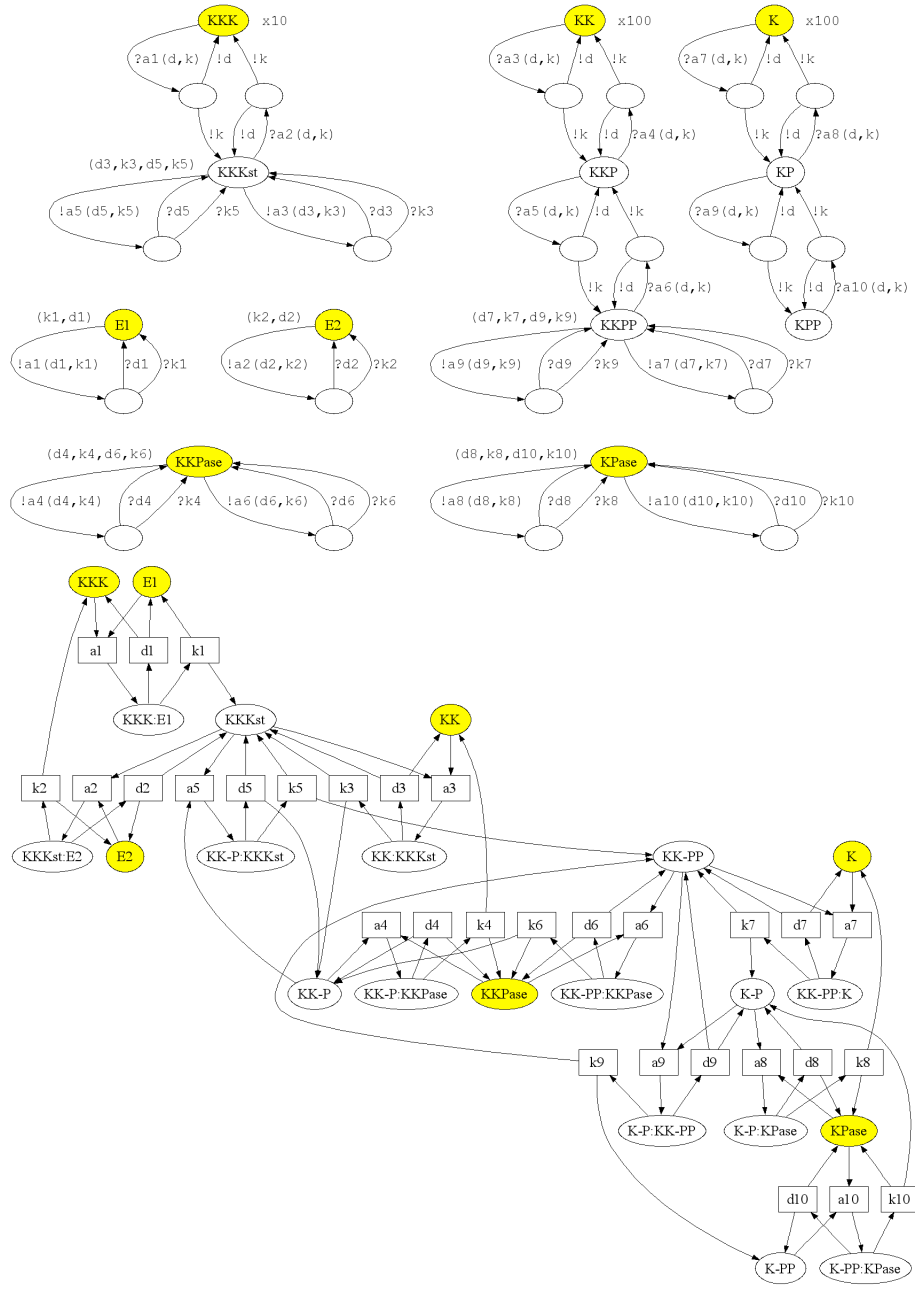 KKK x10 KK x100 K x100
?a1(d,k) !d !k ?a3(d,k) !d !k ?a7(d,k) !d !k
!k !d ?a2(d,k) !k !d ?a4(d,k) !k !d ?a8(d,k)
(d3,k3,d5,k5) KKKst KKP KP
!a5(d5,k5) ?d5 ?k5 !a3(d3,k3) ?d3 ?k3 ?a5(d,k) !d !k ?a9(d,k) !d !k
!k !d ?a6(d,k) !k !d ?a10(d,k)
(k1,d1) E1 (k2,d2) E2 (d7,k7,d9,k9) KKPP KPP
!a1(d1,k1) ?d1 ?k1 !a2(d2,k2) ?d2 ?k2 !a9(d9,k9) ?d9 ?k9 !a7(d7,k7) ?d7 ?k7
(d4,k4,d6,k6) KKPase (d8,k8,d10,k10) KPase
!a4(d4,k4) ?d4 ?k4 !a6(d6,k6) ?d6 ?k6 !a8(d8,k8) ?d8 ?k8 !a10(d10,k10) ?d10 ?k10
KKK E1
a1 d1 k1
KKK:E1 KKKst KK
k2 a2 d2 a5 d5 k5 k3 d3 a3
KKKst:E2 E2 KK-P:KKKst KK:KKKst KK-PP K
a4 d4 k4 k6 d6 a6 k7 d7 a7
KK-P KK-P:KKPase KKPase KK-PP:KKPase K-P KK-PP:K
k9 a9 d9 a8 d8 k8
K-P:KK-PP K-P:KPase KPase
d10 a10 k10
K-PP K-PP:KPase